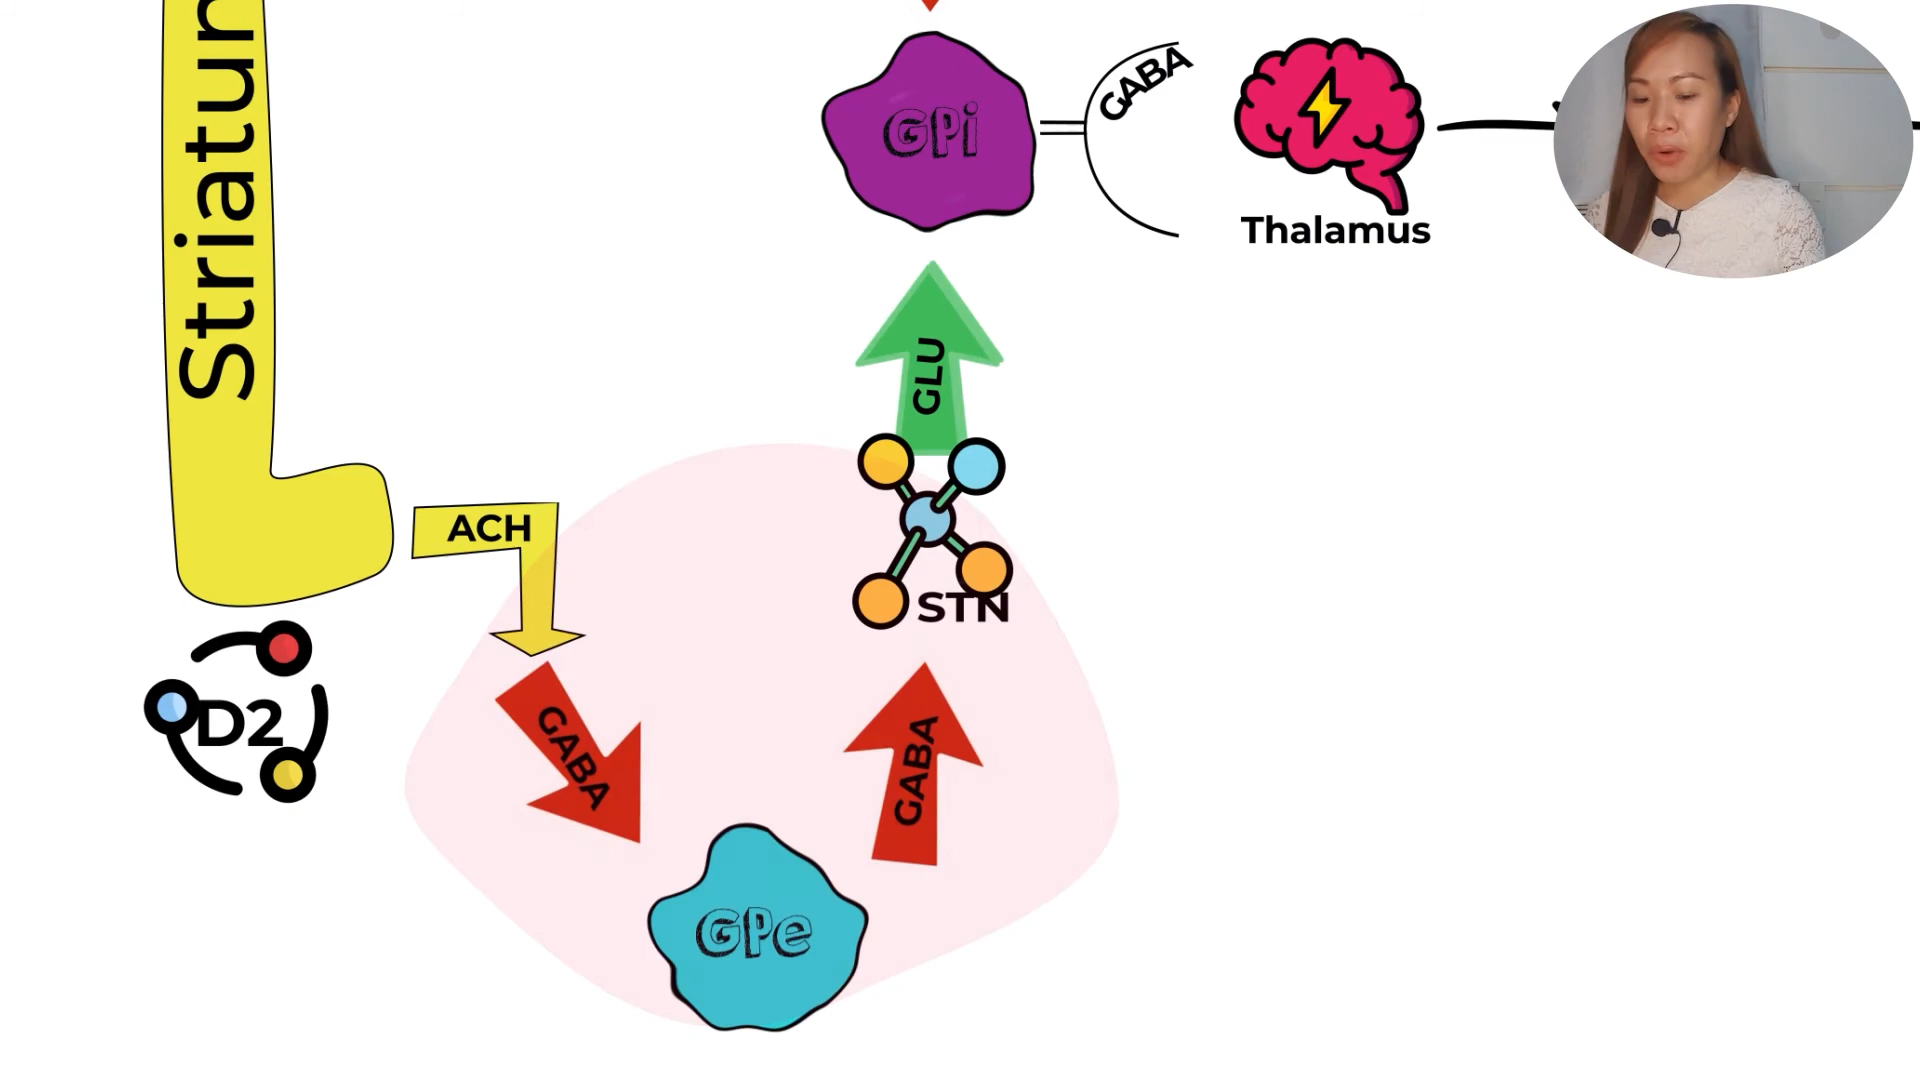 Striatum
GPi
GABA
Thalamus
GLU
ACH
STN
D2
GABA
GABA
GPe